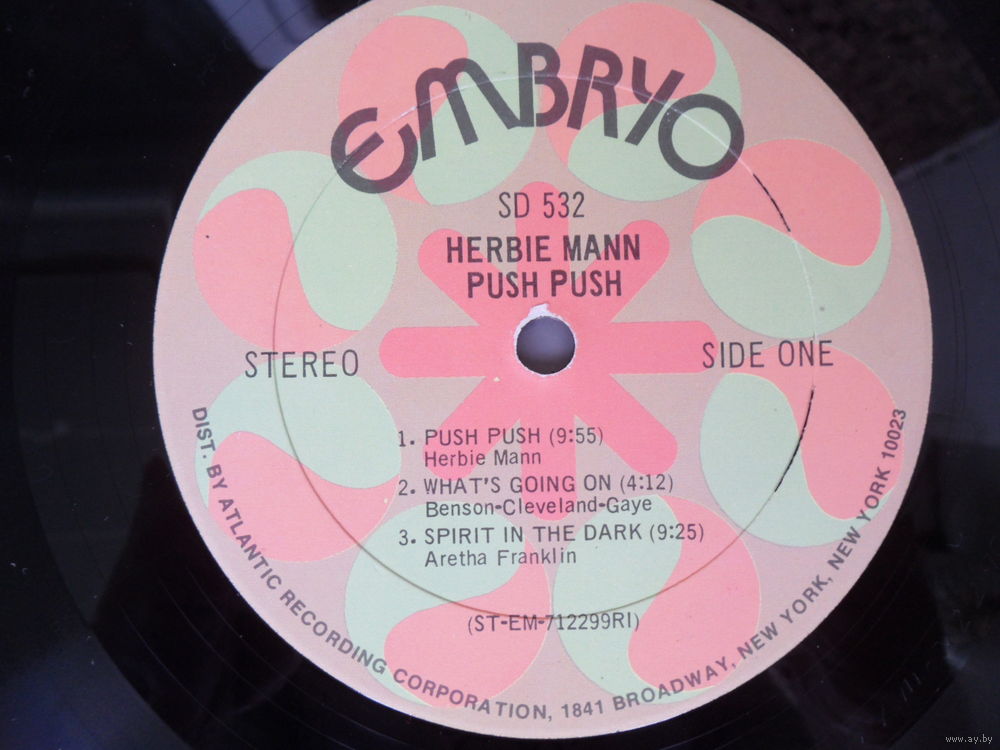 EMBRYO
SD 532
HERBIE MANN
PUSH PUSH
STEREO
SIDE ONE
1. PUSH PUSH (9:55)
Herbie Mann
2. WHAT'S GOING ON (4:12)
Benson-Cleveland-Gaye
3. SPIRIT IN THE DARK (9:25)
Aretha Franklin
(ST-EM-712299RI)
DIST. BY ATLANTIC RECORDING CORPORATION, 1841 BROADWAY, NEW YORK, NEW YORK 10023
www.ay.by